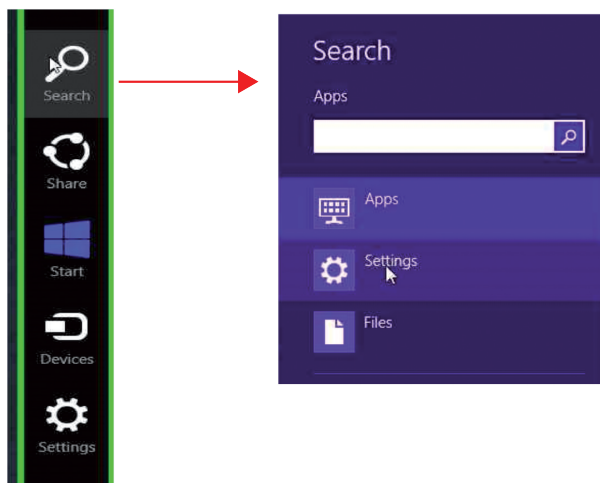 Search
Share
Start
Devices
Settings
Search
Apps
Apps
Settings
Files